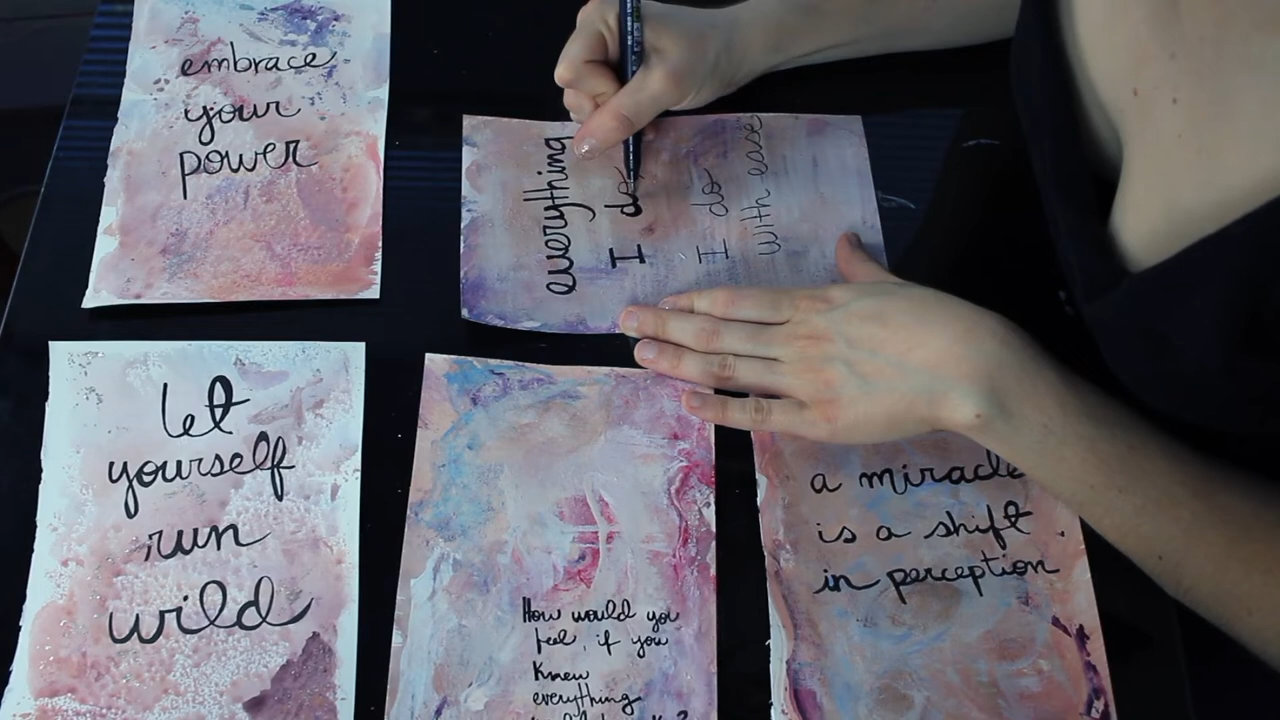 embrace
your
power
everything
I do
I do
with ease
let
yourself
run
wild
How would you
feel, if you
knew
everything
a miracle
is a shift
in perception